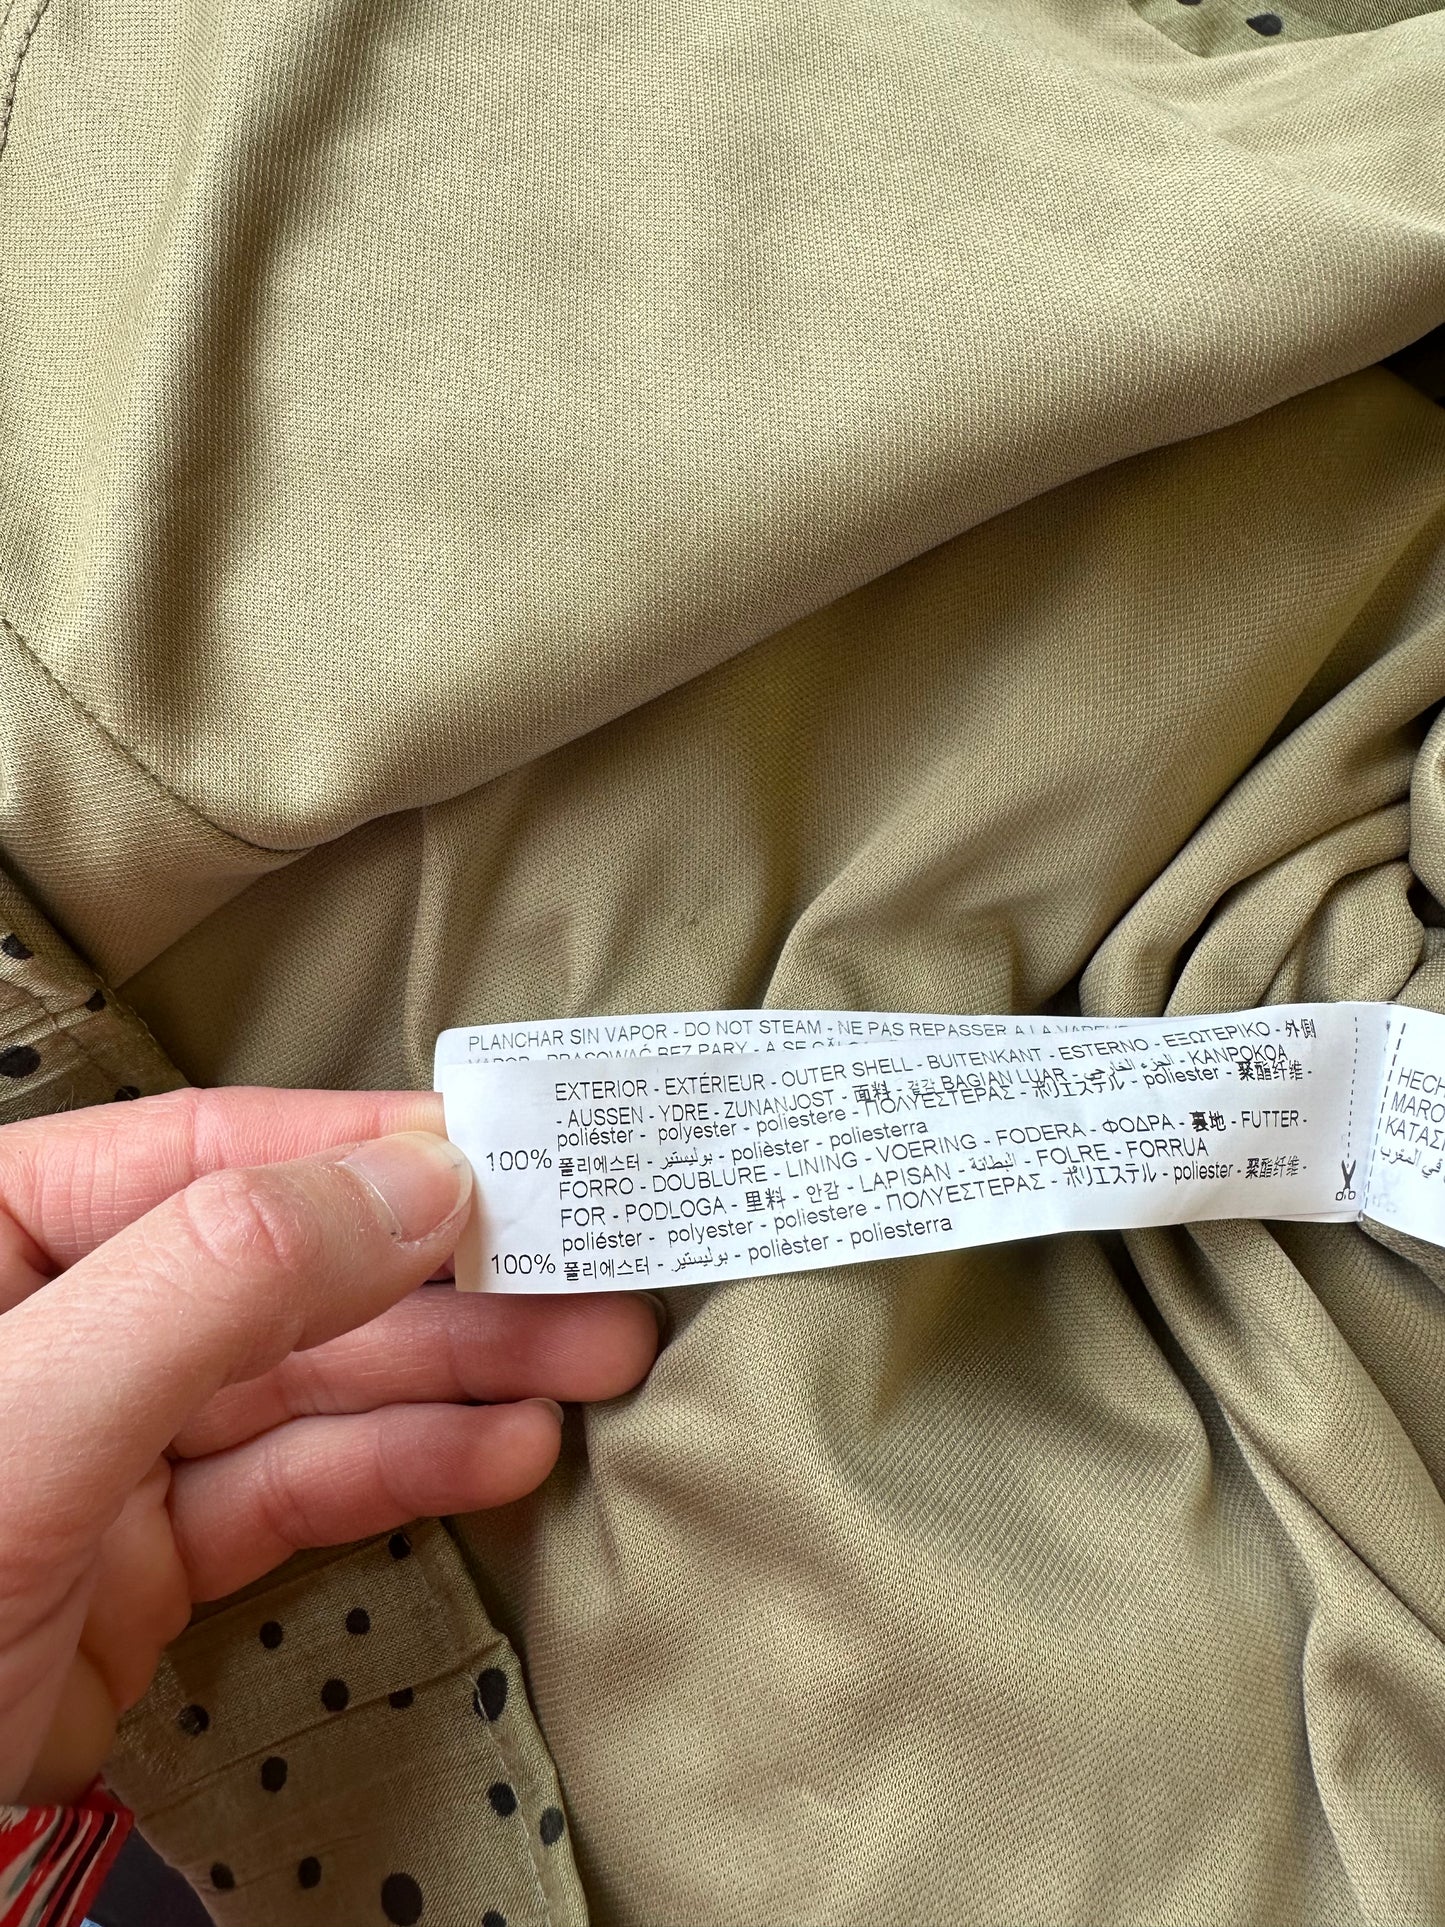 PLANCHAR SIN VAPOR - DO NOT STEAM - NE PAS REPASSER A LA
EXTERIOR - EXTÉRIEUR - OUTER SHELL - BUITENKANT - ESTERNO - ΕΞΩΤΕΡΙΚΟ - 外側
- AUSSEN - YDRE - ZUNANJOST - 面料 - 겉감 BAGIAN LUAR - الجزء الخارجي - KANPOKOA
poliéster - polyester - poliestere - ΠΟΛΥΕΣΤΕΡΑΣ - ポリエステル - poliester - 聚酯纤维 -
100% 폴리에스터 - بوليستير - polièster - poliesterra
FORRO - DOUBLURE - LINING - VOERING - FODERA - ΦΟΔΡΑ - 裏地 - FUTTER -
FOR - PODLOGA - 里料 - 안감 - LAPISAN - البطانة - FOLRE - FORRUA
poliéster - polyester - poliestere - ΠΟΛΥΕΣΤΕΡΑΣ - ポリエステル - poliester - 聚酯纤维 -
100% 폴리에스터 - بوليستير - polièster - poliesterra
HECH
MARO
ΚΑΤΑΣ
في المغرب